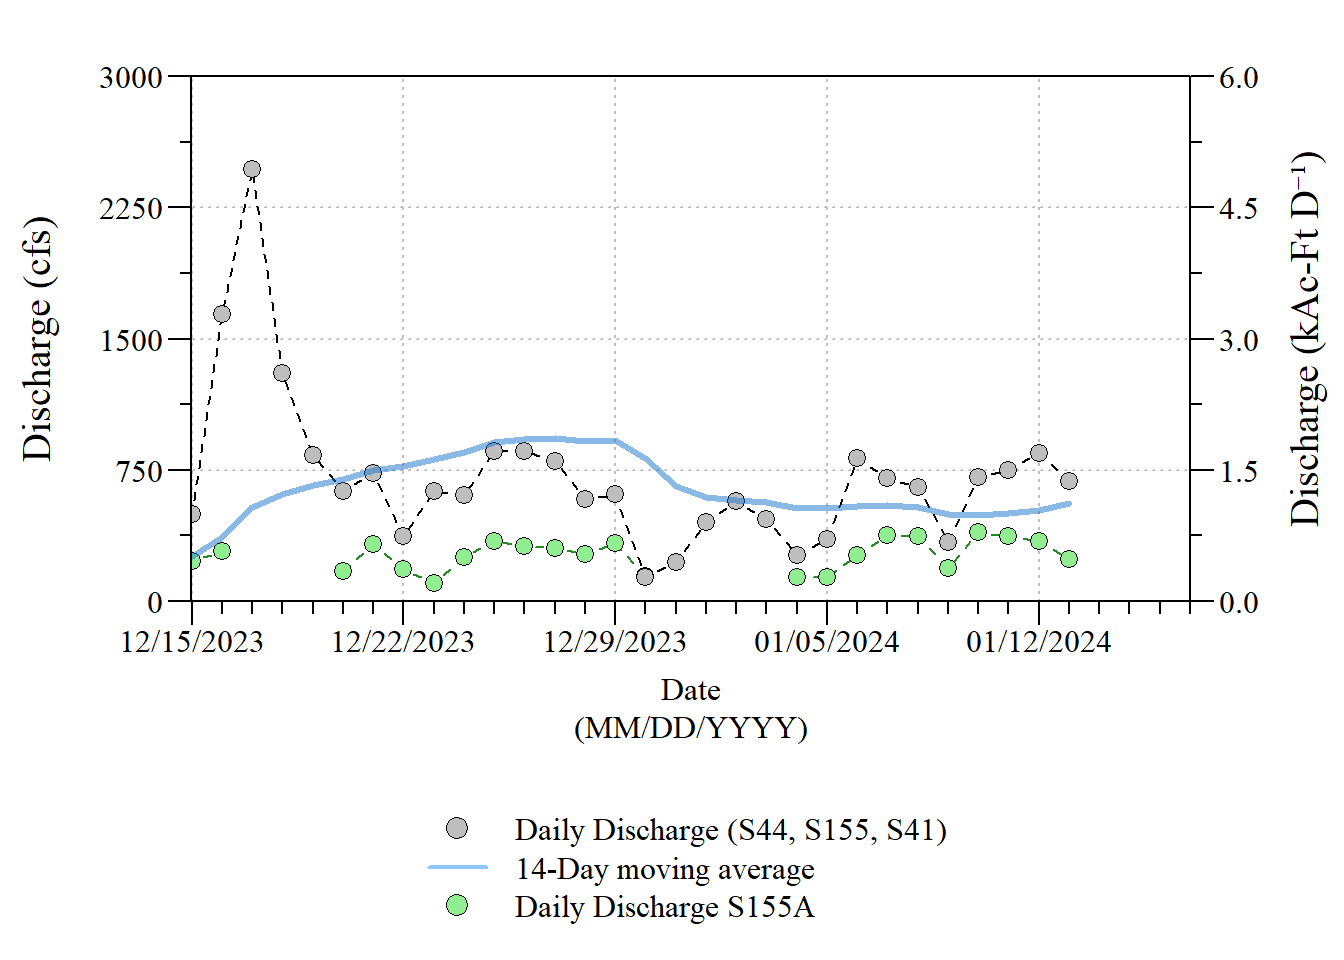 3000
2250
1500
750
0
Discharge (cfs)
6.0
4.5
3.0
1.5
0.0
Discharge (kAc-Ft D⁻¹)
12/15/2023
12/22/2023
12/29/2023
01/05/2024
01/12/2024
Date
(MM/DD/YYYY)
Daily Discharge (S44, S155, S41)
14-Day moving average
Daily Discharge S155A